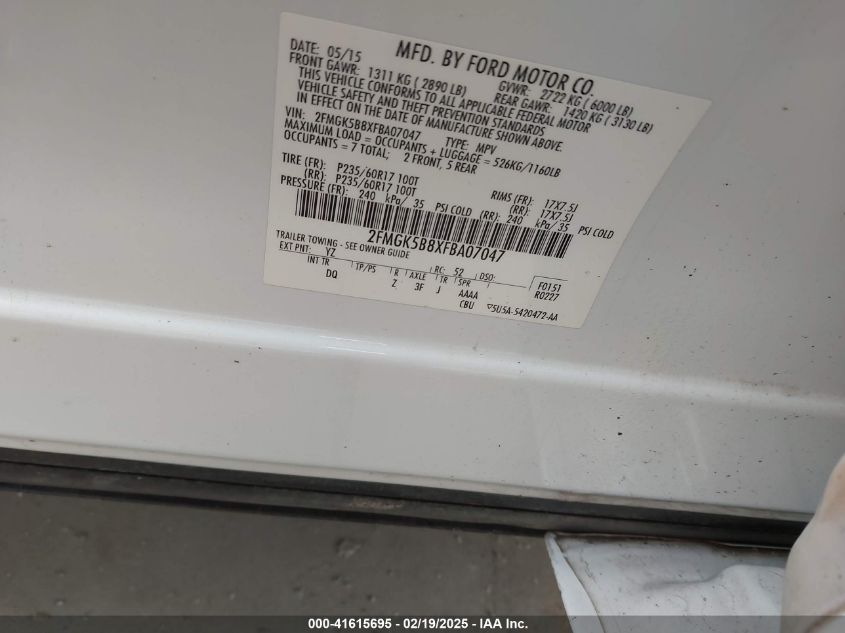 MFD. BY FORD MOTOR CO.
DATE: 05/15 GVWR: 2722 KG ( 6000 LB)
FRONT GAWR: 1311 KG ( 2890 LB) REAR GAWR: 1420 KG ( 3130 LB)
THIS VEHICLE CONFORMS TO ALL APPLICABLE FEDERAL MOTOR
VEHICLE SAFETY AND THEFT PREVENTION STANDARDS
IN EFFECT ON THE DATE OF MANUFACTURE SHOWN ABOVE.
VIN: 2FMGK5B8XFBA07047 TYPE: MPV
MAXIMUM LOAD = OCCUPANTS + LUGGAGE = 526KG/1160LB
OCCUPANTS = 7 TOTAL; 2 FRONT, 5 REAR
TIRE (FR): P235/60R17 100T RIMS (FR): 17X7.5J
(RR): P235/60R17 100T (RR): 17X7.5J
PRESSURE (FR): 240 kPa/ 35 PSI COLD (RR): 240 kPa/ 35 PSI COLD
2FMGK5B8XFBA07047
TRAILER TOWING - SEE OWNER GUIDE
EXT PNT: YZ RC: 52 DSO: F0151
INT TR TP/PS R AXLE TR SPR R0227
DQ Z 3F J AAAA
CBU 5U5A-5420472-AA
000-41615695 - 02/19/2025 - IAA Inc.